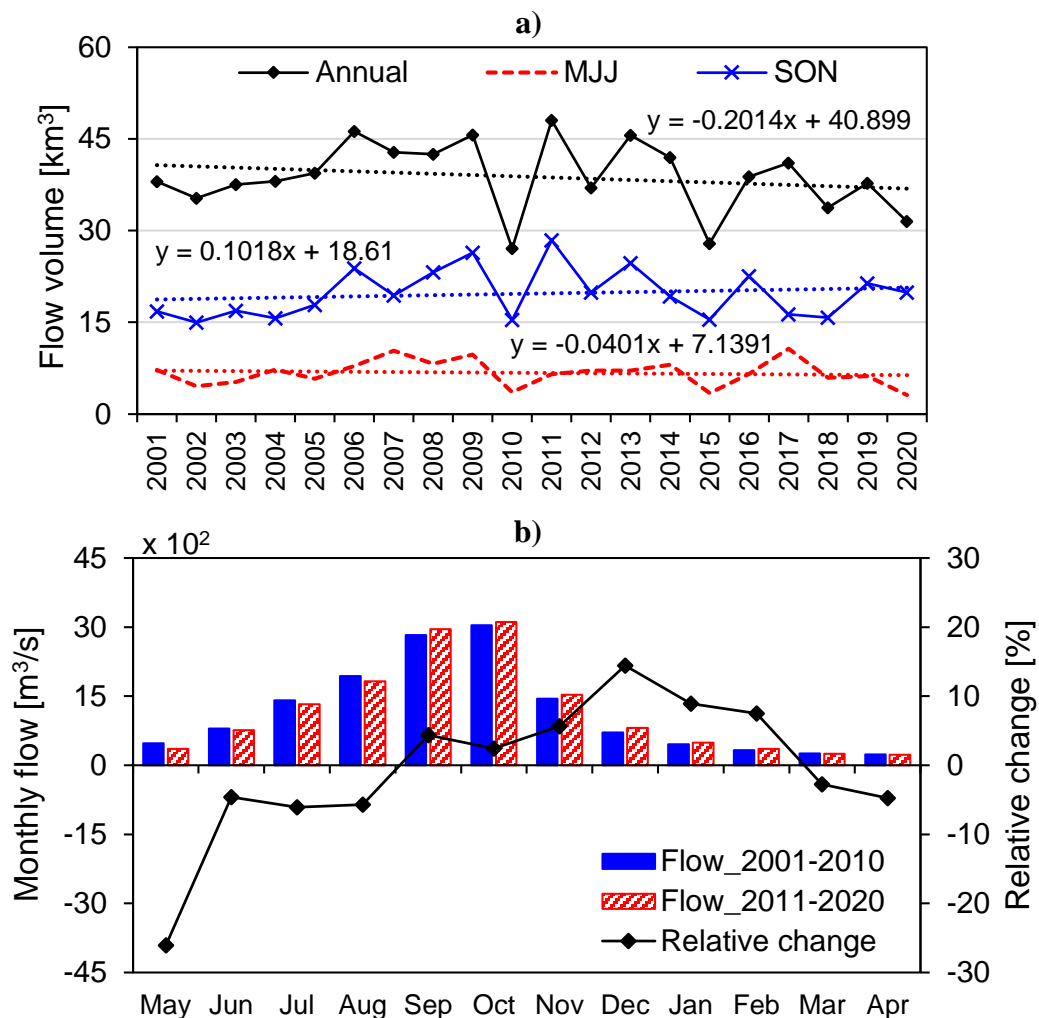 a)
Flow volume [km³]
60
45
30
15
0
Annual MJJ SON
y = -0.2014x + 40.899
y = 0.1018x + 18.61
y = -0.0401x + 7.1391
2001 2002 2003 2004 2005 2006 2007 2008 2009 2010 2011 2012 2013 2014 2015 2016 2017 2018 2019 2020
b)
x 10²
Monthly flow [m³/s]
45
30
15
0
-15
-30
-45
30
20
10
0
-10
-20
-30
Relative change [%]
Flow_2001-2010
Flow_2011-2020
Relative change
May Jun Jul Aug Sep Oct Nov Dec Jan Feb Mar Apr